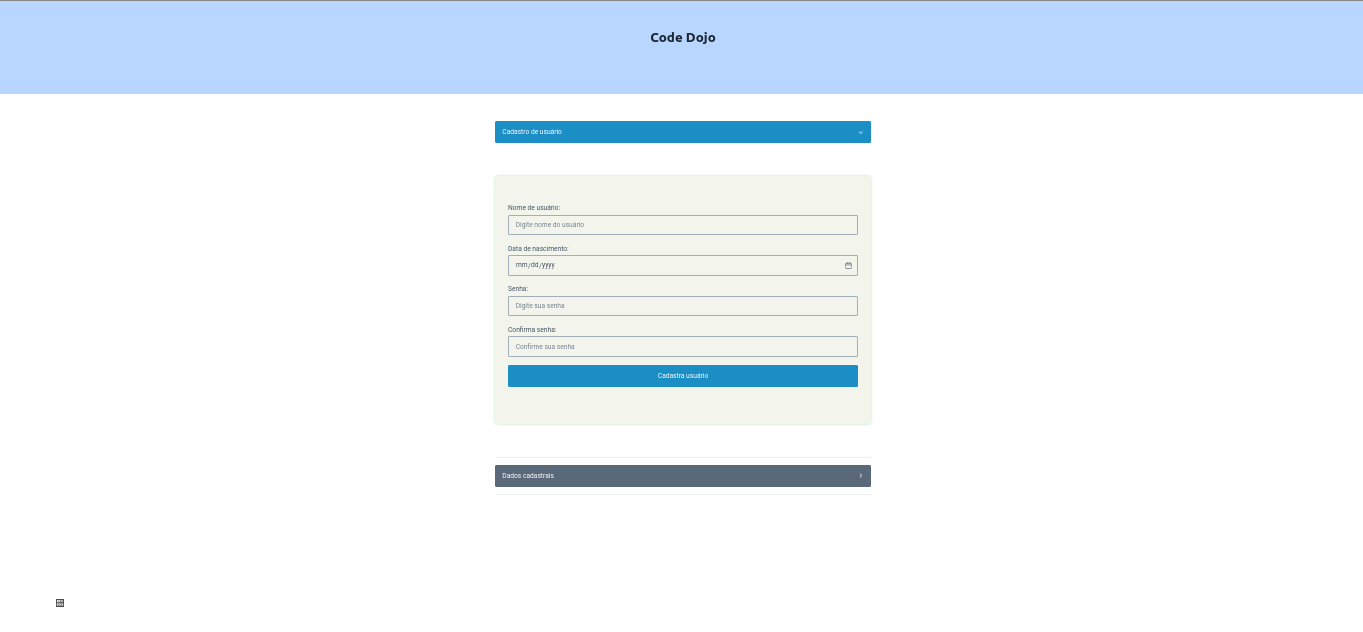 Code Dojo
Cadastro de usuário
Nome de usuário:
Digite nome do usuário
Data de nascimento:
mm/dd/yyyy
Senha:
Digite sua senha
Confirma senha:
Confirme sua senha
Cadastra usuário
Dados cadastrais